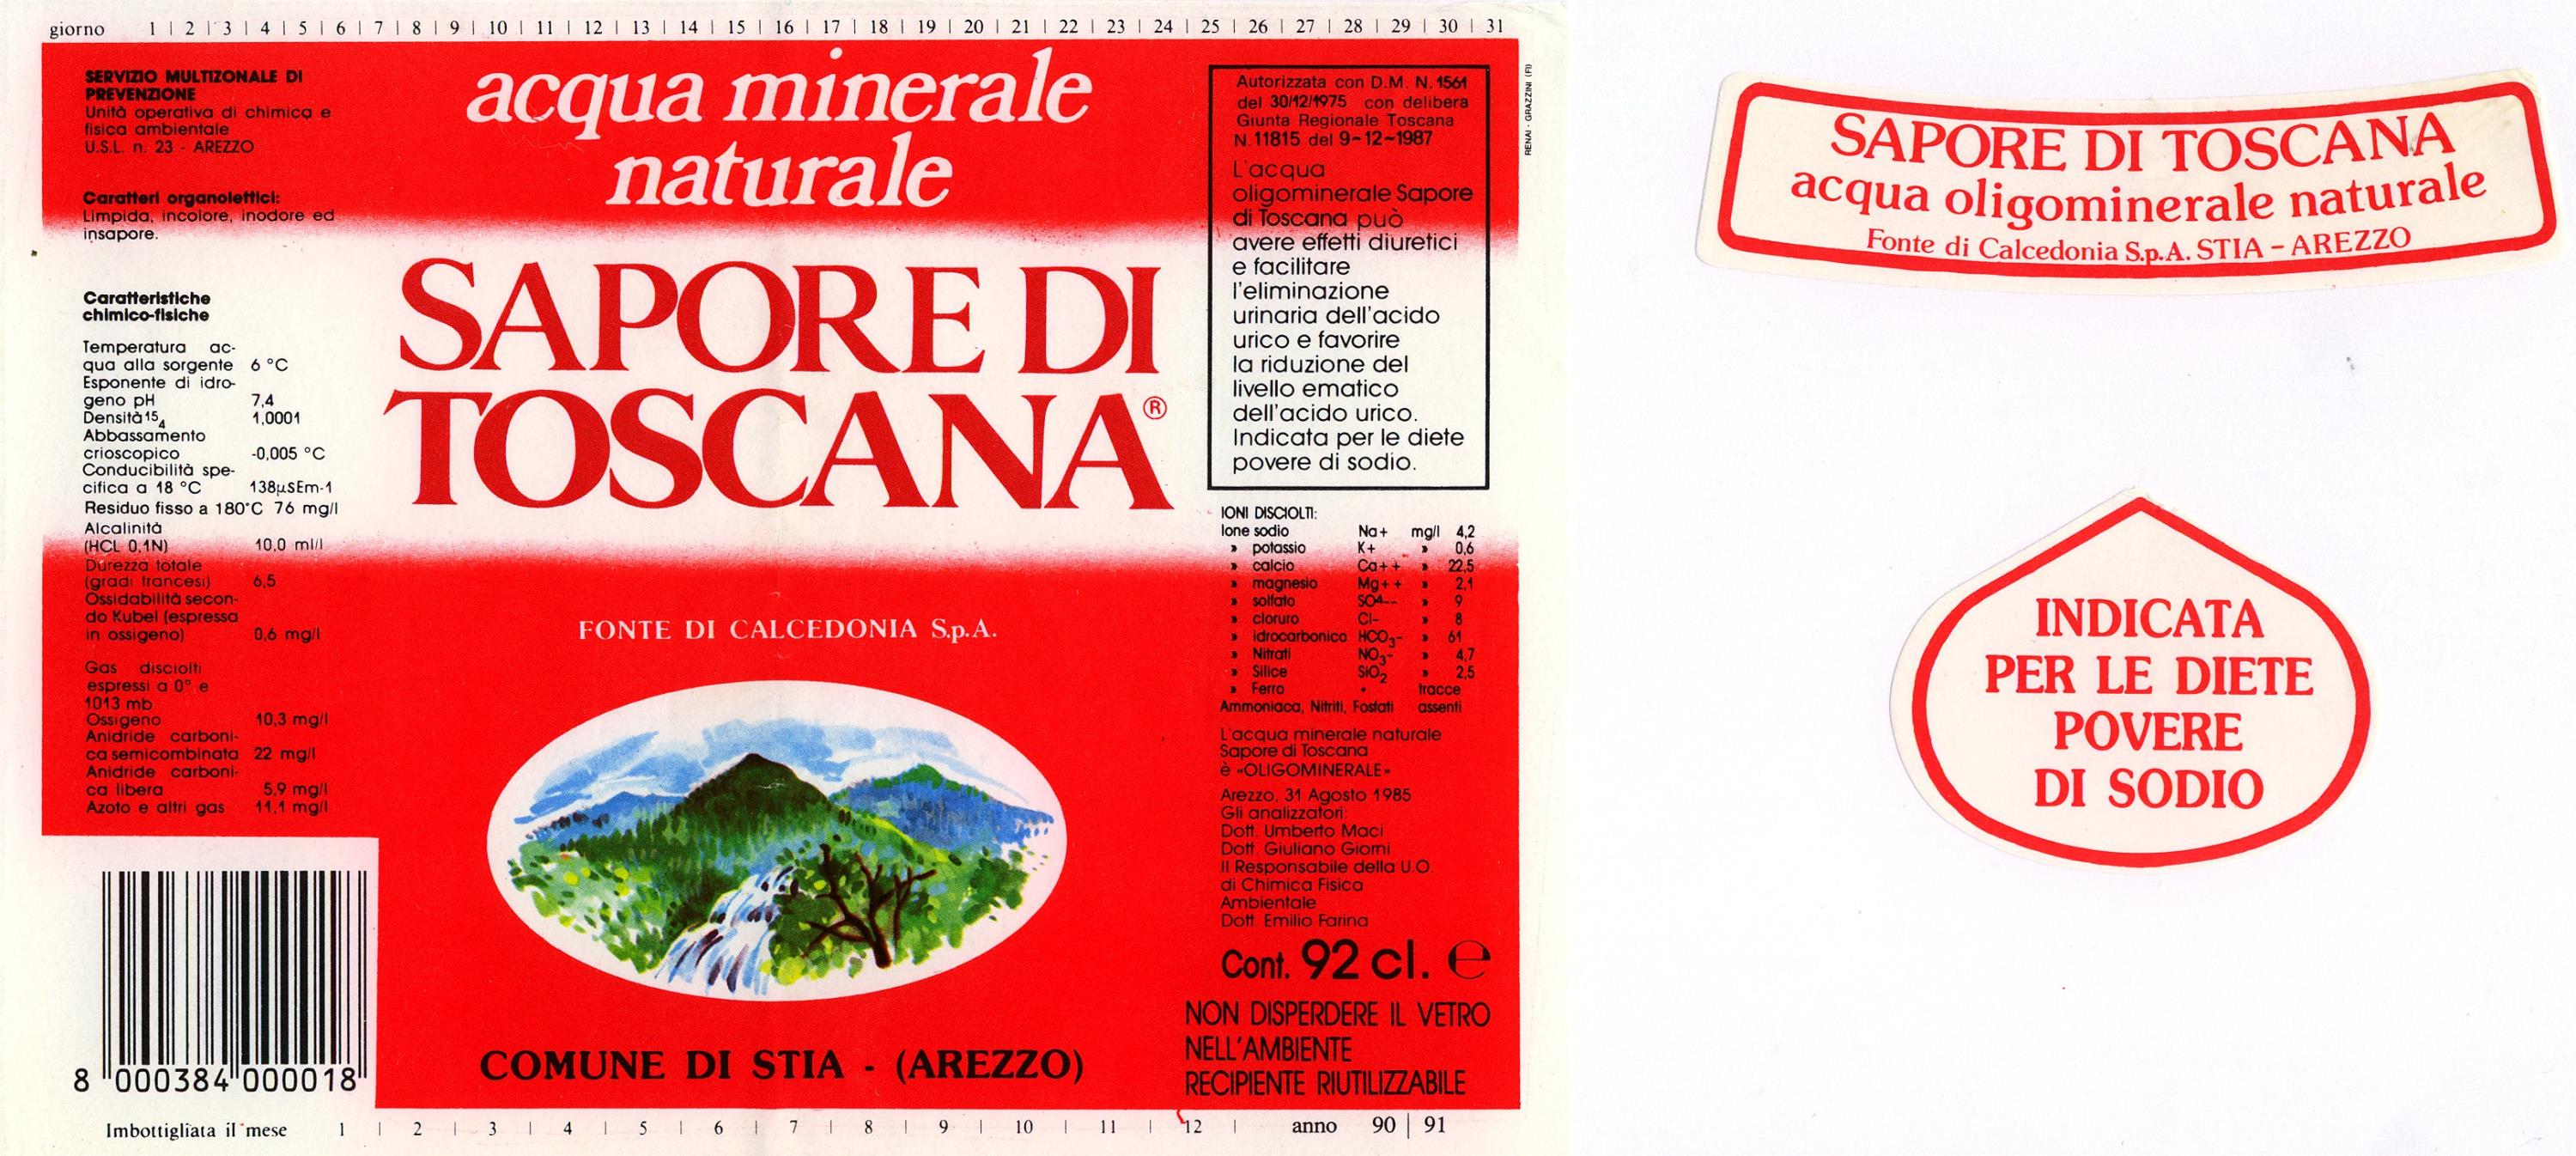 giorno 1 | 2 | 3 | 4 | 5 | 6 | 7 | 8 | 9 | 10 | 11 | 12 | 13 | 14 | 15 | 16 | 17 | 18 | 19 | 20 | 21 | 22 | 23 | 24 | 25 | 26 | 27 | 28 | 29 | 30 | 31
SERVIZIO MULTIZONALE DI
PREVENZIONE
Unità operativa di chimica e
fisica ambientale
U.S.L. n. 23 - AREZZO
Caratteri organolettici:
Limpida, incolore, inodore ed
insapore.
Caratteristiche
chimico-fisiche
Temperatura ac-
qua alla sorgente 6 °C
Esponente di idro-
geno pH 7,4
Densità 15 4 1,0001
Abbassamento
crioscopico -0,005 °C
Conducibilità spe-
cifica a 18 °C 138µsEm-1
Residuo fisso a 180°C 76 mg/l
Alcalinità
(HCL 0,1N) 10,0 ml/l
Durezza totale
(gradi francesi) 6,5
Ossidabilità secon-
do Kubel (espressa
in ossigeno) 0,6 mg/l
Gas disciolti
espressi a 0° e
1013 mb
Ossigeno 10,3 mg/l
Anidride carboni-
ca semicombinata 22 mg/l
Anidride carboni-
ca libera 5,9 mg/l
Azoto e altri gas 11,1 mg/l
8 000384 000018
acqua minerale
naturale
SAPORE DI
TOSCANA®
FONTE DI CALCEDONIA S.p.A.
COMUNE DI STIA - (AREZZO)
Autorizzata con D.M. N. 1561
del 30/12/1975 con delibera
Giunta Regionale Toscana
N. 11815 del 9-12-1987
L'acqua
oligominerale Sapore
di Toscana può
avere effetti diuretici
e facilitare
l'eliminazione
urinaria dell'acido
urico e favorire
la riduzione del
livello ematico
dell'acido urico.
Indicata per le diete
povere di sodio.
IONI DISCIOLTI:
Ione sodio Na+ mg/l 4,2
» potassio K+ » 0,6
» calcio Ca++ » 22,5
» magnesio Mg++ » 2,1
» solfato SO4-- » 9
» cloruro Cl- » 8
» idrocarbonico HCO3- » 61
» Nitrati NO3- » 4,7
» Silice SiO2 » 2,5
» Ferro • tracce
Ammoniaca, Nitriti, Fosfati assenti
L'acqua minerale naturale
Sapore di Toscana
è «OLIGOMINERALE»
Arezzo, 31 Agosto 1985
Gli analizzatori:
Dott. Umberto Maci
Dott. Giuliano Giorni
Il Responsabile della U.O.
di Chimica Fisica
Ambientale
Dott. Emilio Farina
Cont. 92 cl. e
NON DISPERDERE IL VETRO
NELL'AMBIENTE
RECIPIENTE RIUTILIZZABILE
RENAI - GRAZZINI (FI)
Imbottigliata il mese 1 | 2 | 3 | 4 | 5 | 6 | 7 | 8 | 9 | 10 | 11 | 12 | anno 90 | 91
SAPORE DI TOSCANA
acqua oligominerale naturale
Fonte di Calcedonia S.p.A. STIA - AREZZO
INDICATA
PER LE DIETE
POVERE
DI SODIO